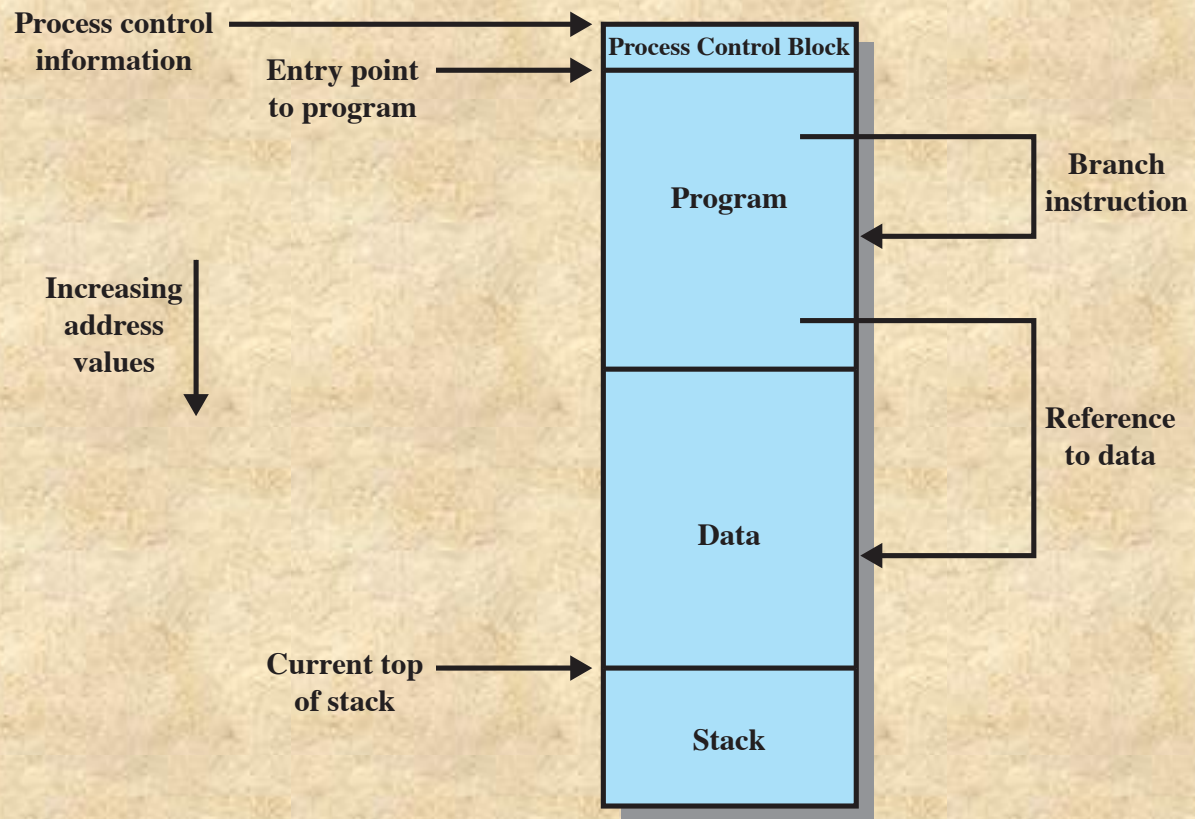 Process control
information
Process Control Block
Entry point
to program
Program
Branch
instruction
Increasing
address
values
Reference
to data
Data
Current top
of stack
Stack